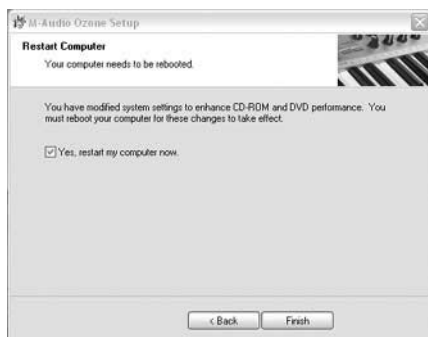 M-Audio Ozone Setup
Restart Computer
Your computer needs to be rebooted.
You have modified system settings to enhance CD-ROM and DVD performance. You
must reboot your computer for these changes to take effect.
Yes, restart my computer now.
< Back
Finish